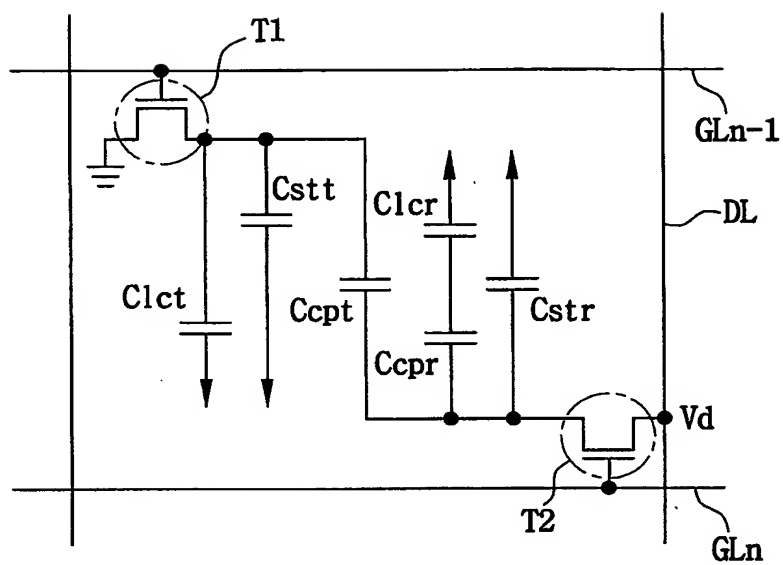 T1
GLn-1
Cstt
Clcr
DL
Clct
Ccpt
Cstr
Ccpr
Vd
T2
GLn